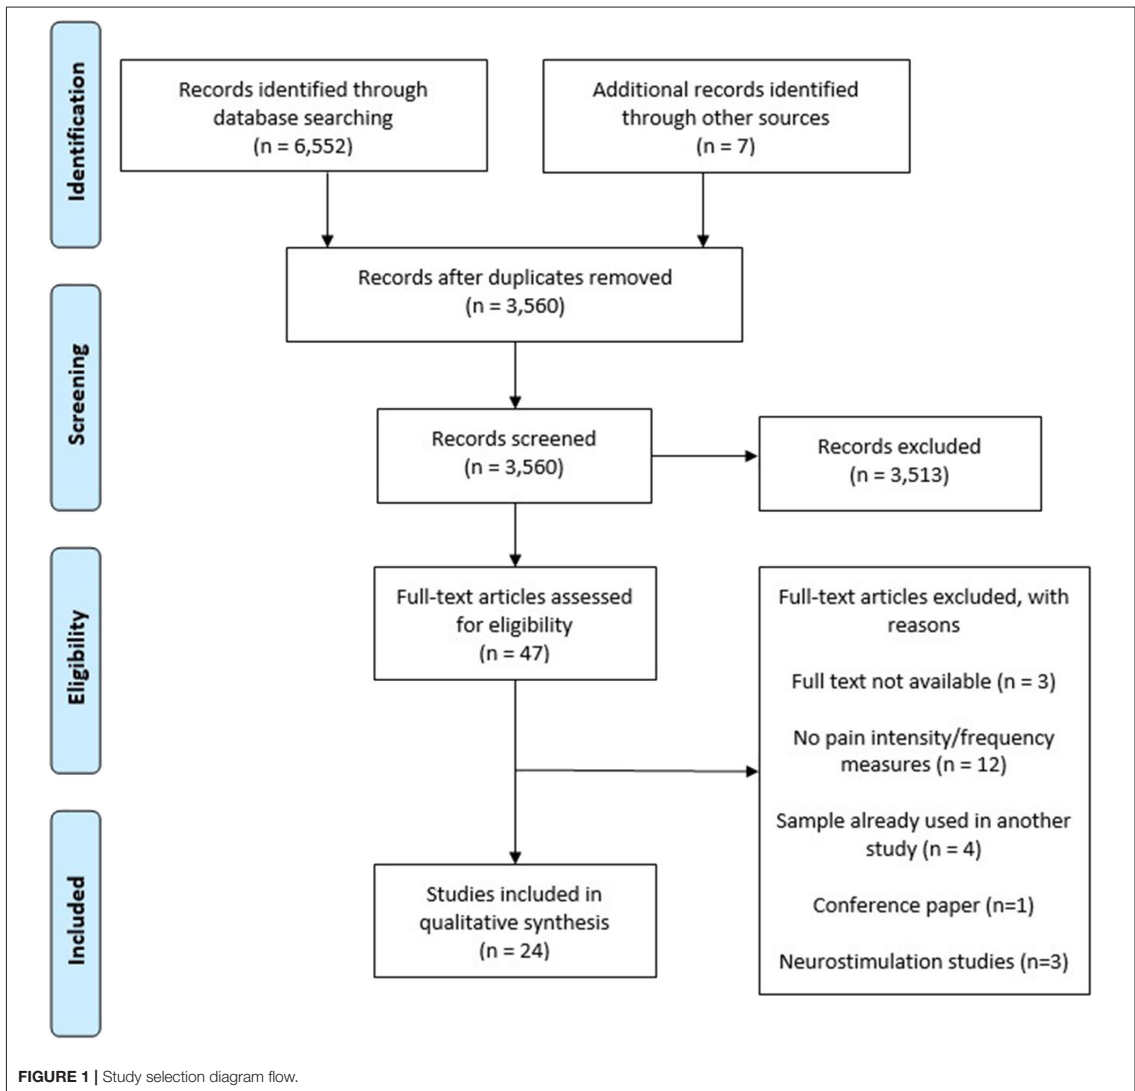 Identification
Records identified through
database searching
(n = 6,552)
Additional records identified
through other sources
(n = 7)
Records after duplicates removed
(n = 3,560)
Screening
Records screened
(n = 3,560)
Records excluded
(n = 3,513)
Eligibility
Full-text articles assessed
for eligibility
(n = 47)
Full-text articles excluded, with
reasons
Full text not available (n = 3)
No pain intensity/frequency
measures (n = 12)
Sample already used in another
study (n = 4)
Conference paper (n=1)
Neurostimulation studies (n=3)
Included
Studies included in
qualitative synthesis
(n = 24)
FIGURE 1 | Study selection diagram flow.